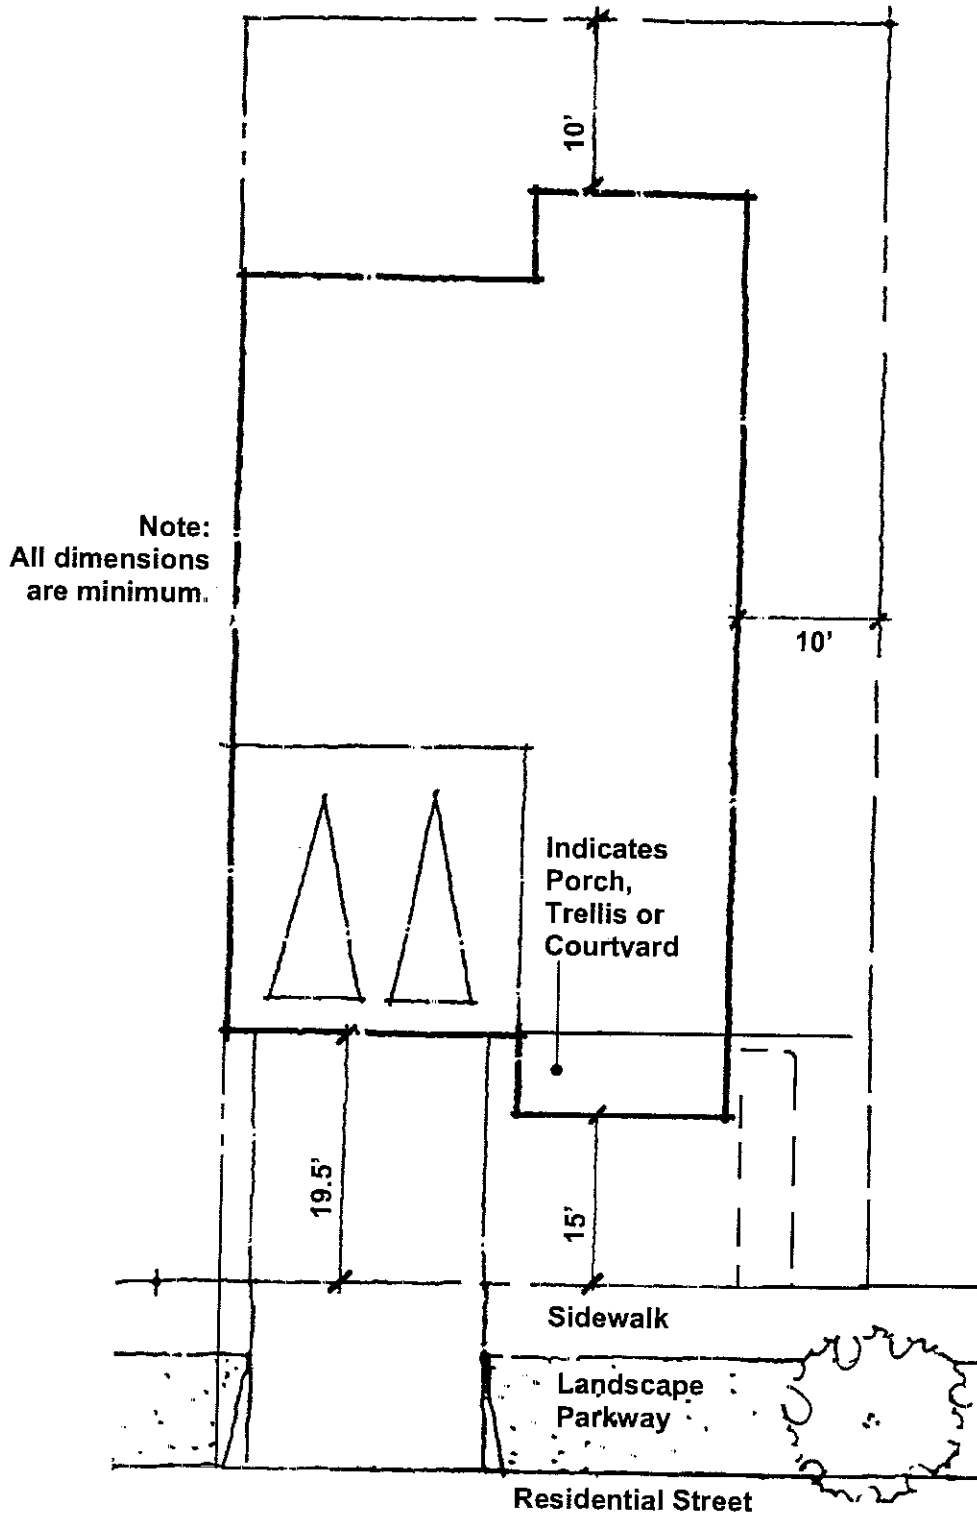 10'
Note:
All dimensions
are minimum.
10'
Indicates
Porch,
Trellis or
Courtvard
19.5'
15'
Sidewalk
Landscape
Parkway
Residential Street